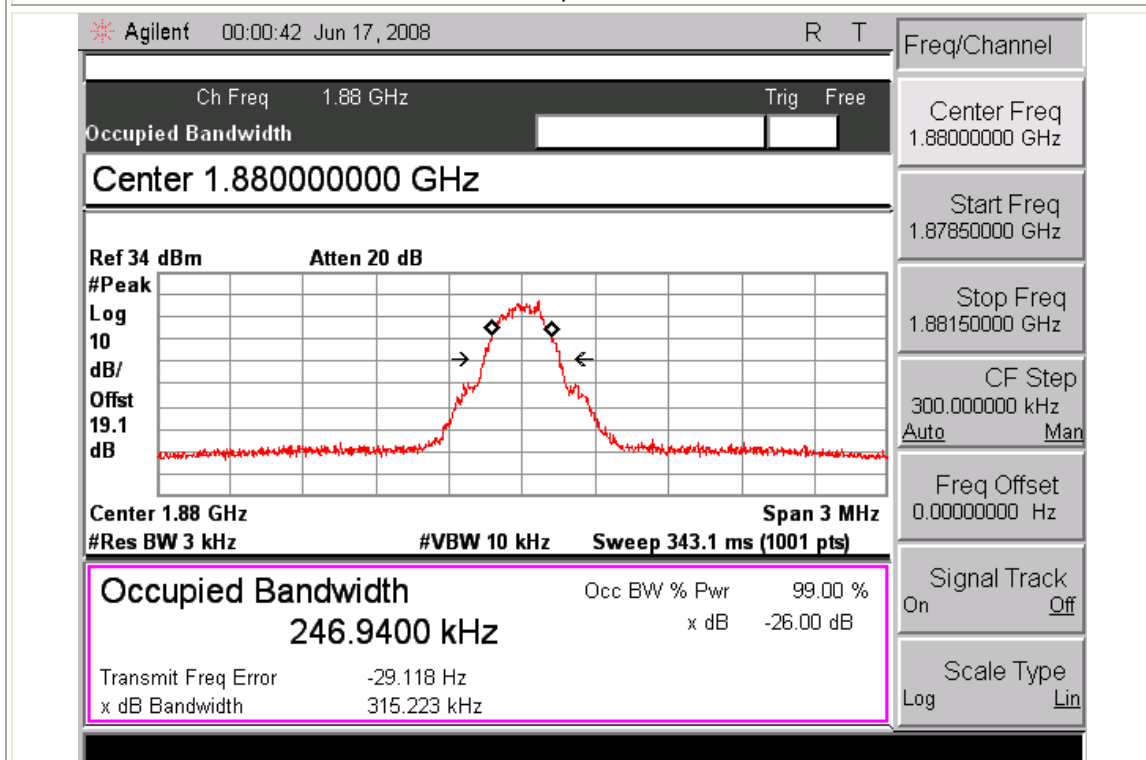 Agilent 00:00:42 Jun 17, 2008 R T
Freq/Channel
Ch Freq 1.88 GHz Trig Free
Occupied Bandwidth
Center 1.880000000 GHz
Ref 34 dBm Atten 20 dB
#Peak
Log
10
dB/
Offst
19.1
dB
Center 1.88 GHz Span 3 MHz
#Res BW 3 kHz #VBW 10 kHz Sweep 343.1 ms (1001 pts)
Occupied Bandwidth
246.9400 kHz
Occ BW % Pwr 99.00 %
x dB -26.00 dB
Transmit Freq Error -29.118 Hz
x dB Bandwidth 315.223 kHz
Center Freq
1.88000000 GHz
Start Freq
1.87850000 GHz
Stop Freq
1.88150000 GHz
CF Step
300.000000 kHz
Auto Man
Freq Offset
0.00000000 Hz
Signal Track
On Off
Scale Type
Log Lin